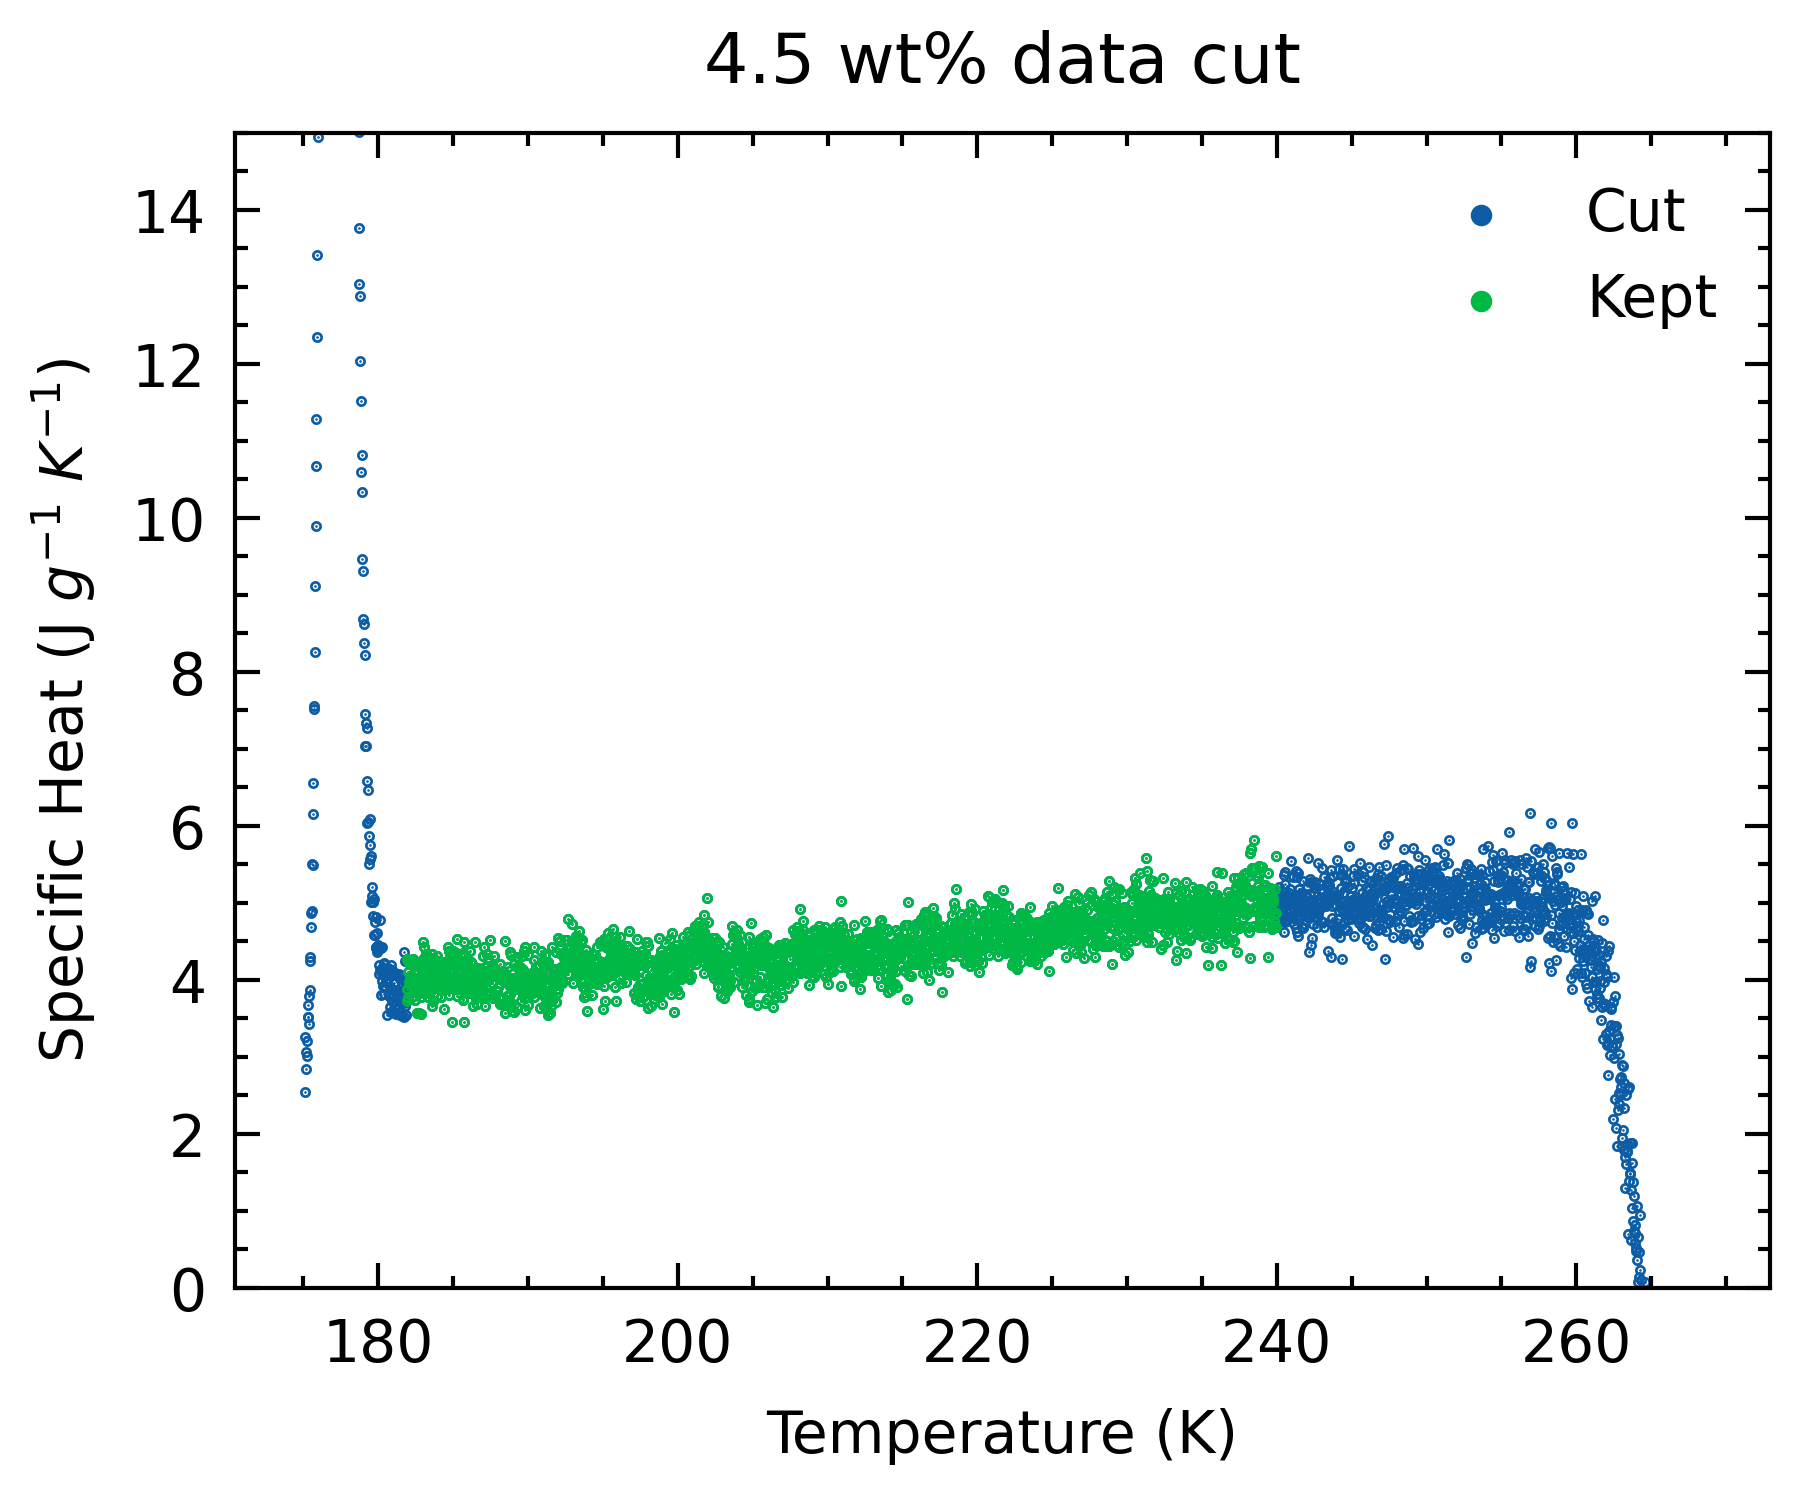 4.5 wt% data cut
Cut
Kept
14
12
10
8
6
4
2
0
Specific Heat (J g⁻¹ K⁻¹)
180 200 220 240 260
Temperature (K)